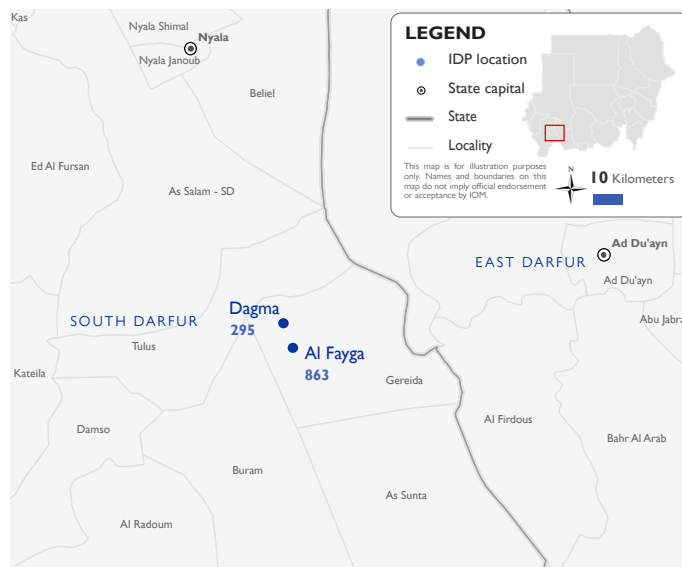 Kas
Nyala Shimal
Nyala
Nyala Janoub
Beliel
Ed Al Fursan
As Salam - SD
LEGEND
IDP location
State capital
State
Locality
This map is for illustration purposes
only. Names and boundaries on this
map do not imply official endorsement
or acceptance by IOM.
N
10 Kilometers
Ad Du'ayn
EAST DARFUR
Ad Du'ayn
Abu Jabra
Dagma
295
SOUTH DARFUR
Tulus
Al Fayga
863
Kateila
Gereida
Al Firdous
Damso
Bahr Al Arab
Buram
As Sunta
Al Radoum